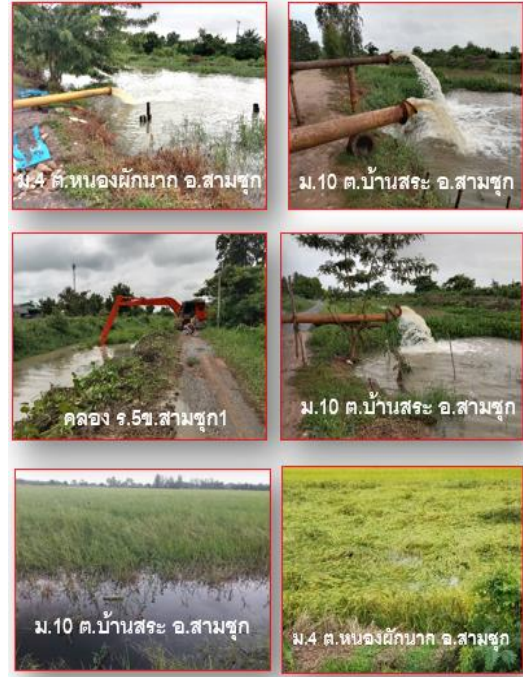 ม.4 ต.หนองผักนาก อ.สามชุก
ม.10 ต.บ้านสระ อ.สามชุก
คลอง ร.5ข.สามชุก1
ม.10 ต.บ้านสระ อ.สามชุก
ม.10 ต.บ้านสระ อ.สามชุก
ม.4 ต.หนองผักนาก อ.สามชุก